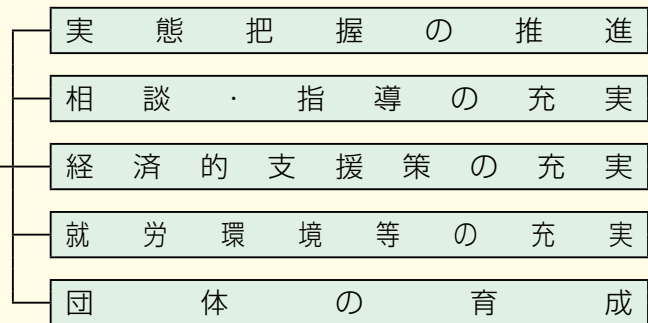 実態把握の推進
相談・指導の充実
経済的支援策の充実
就労環境等の充実
団体の育成